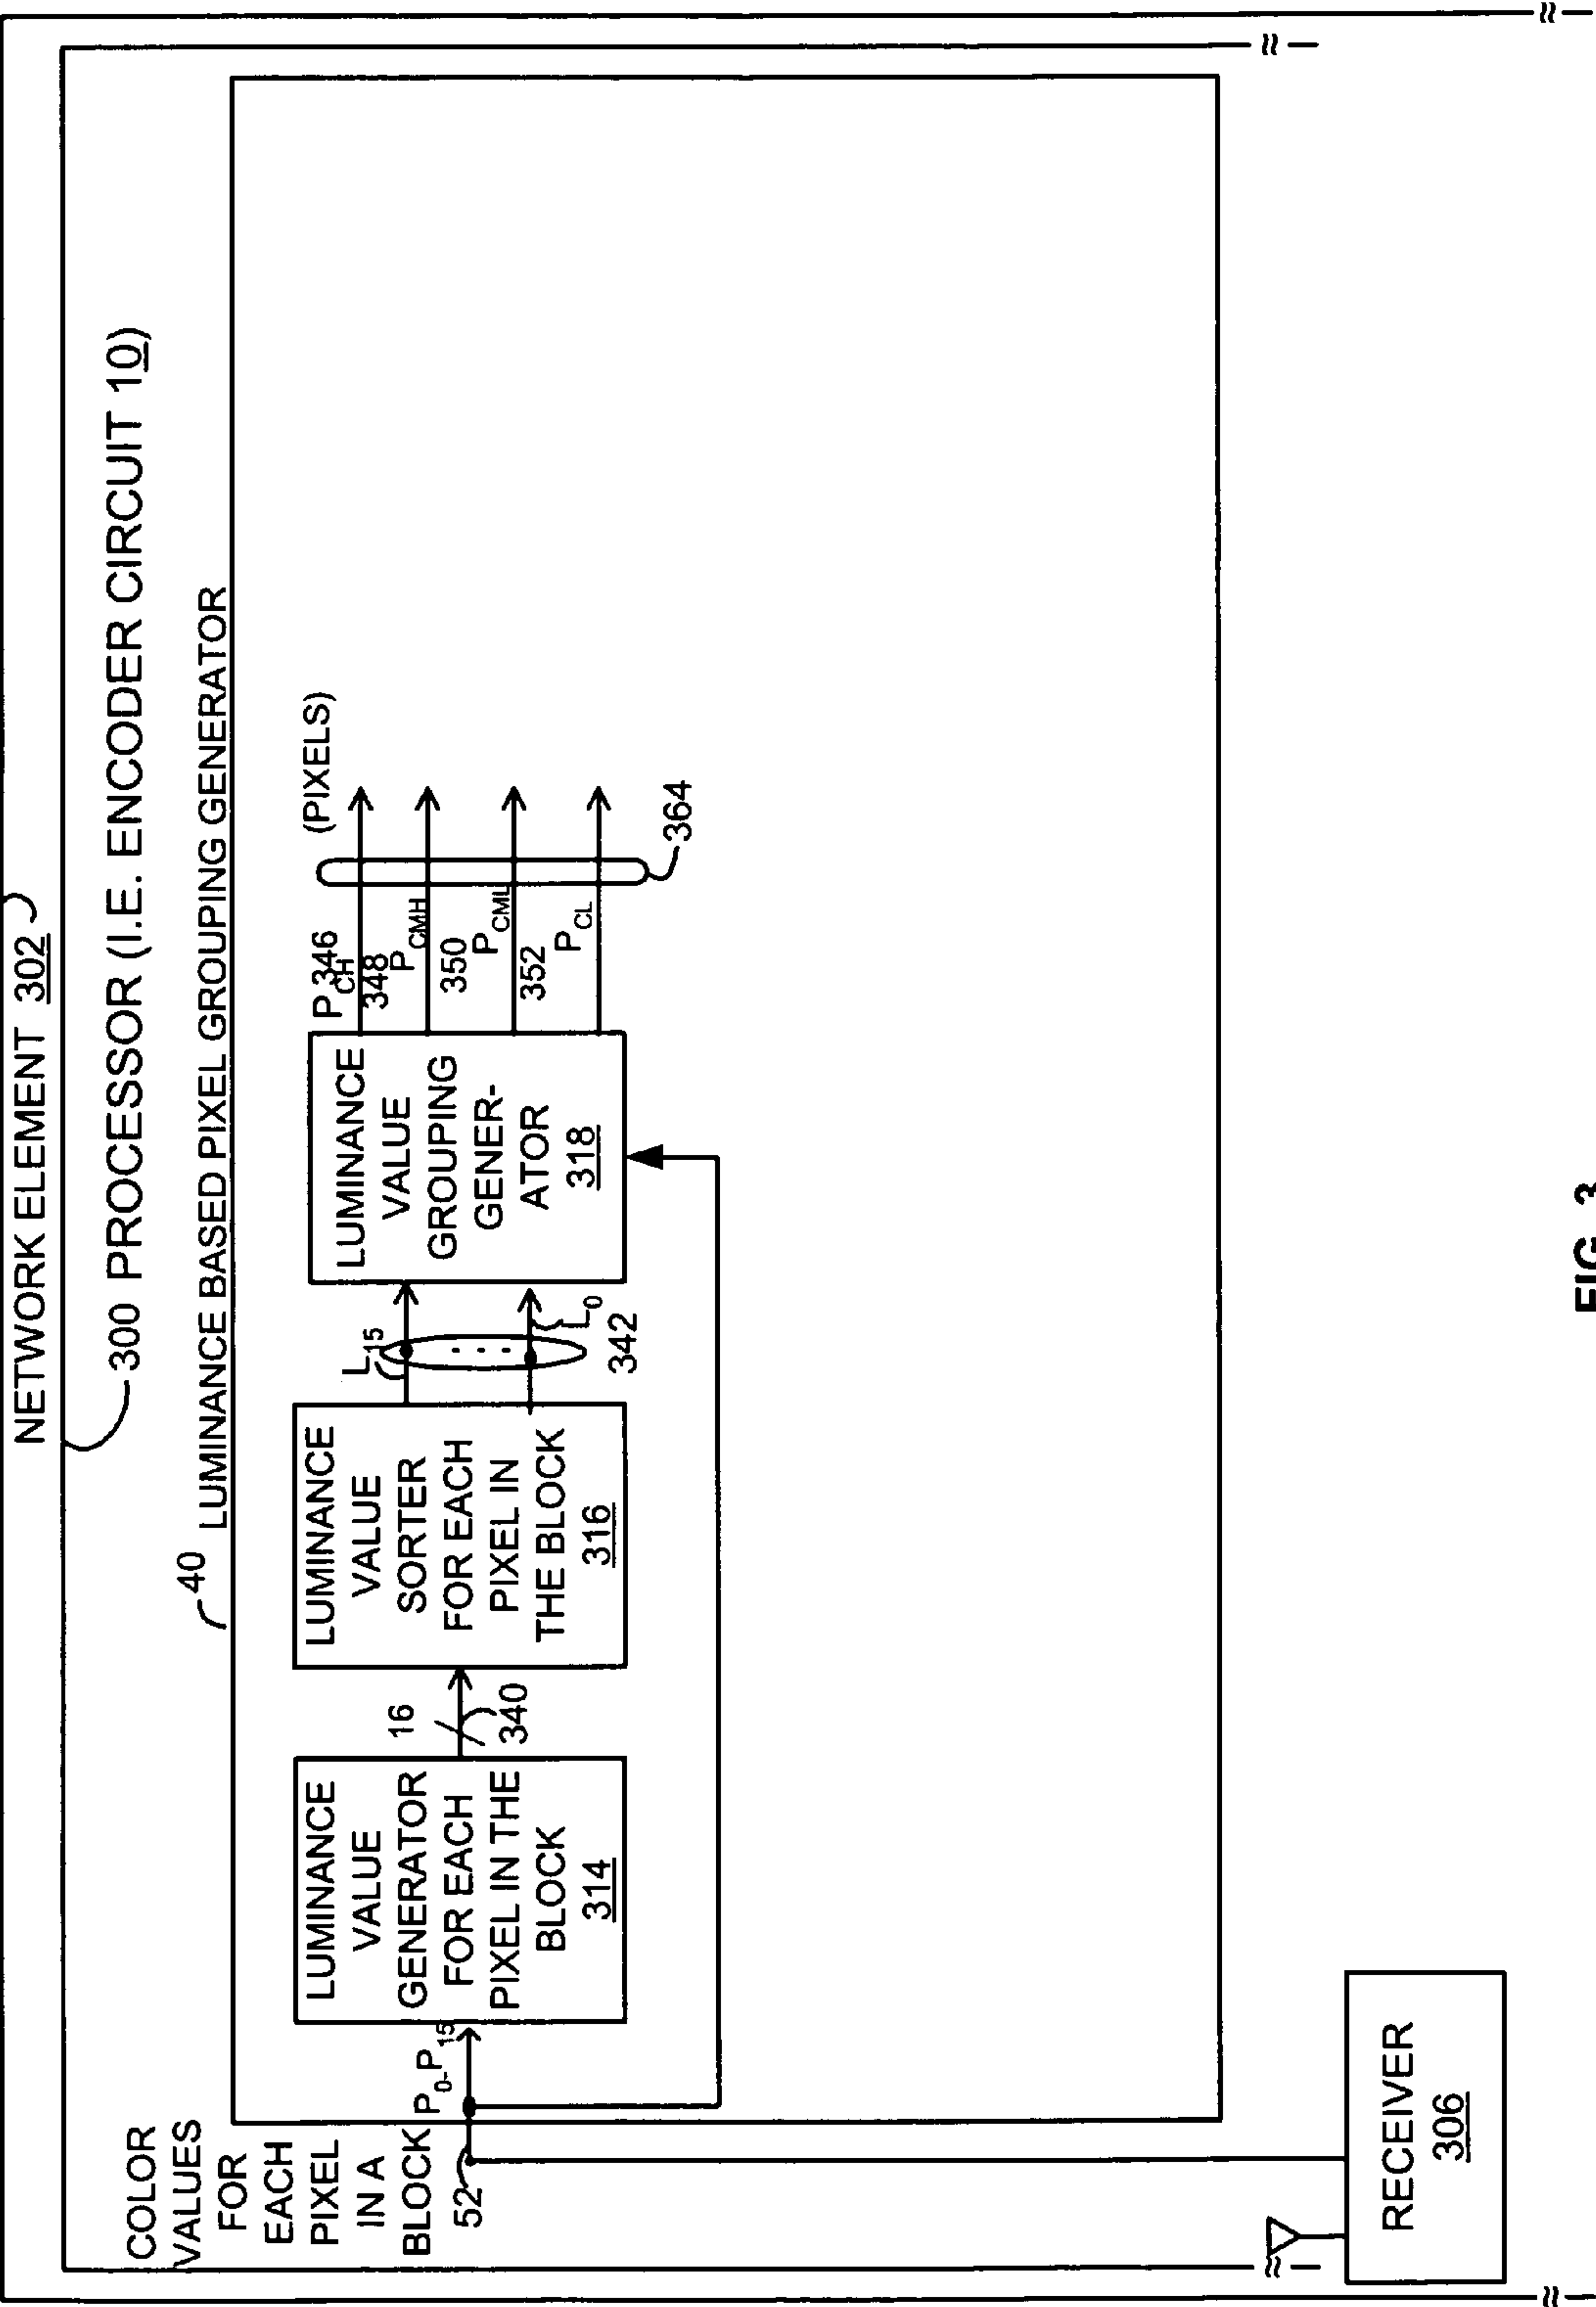 NETWORK ELEMENT 302
300 PROCESSOR (I.E. ENCODER CIRCUIT 10)
40 LUMINANCE BASED PIXEL GROUPING GENERATOR
COLOR
VALUES
FOR
EACH
PIXEL
IN A
BLOCK
52
P0-P15
LUMINANCE
VALUE
GENERATOR
FOR EACH
PIXEL IN THE
BLOCK
314
16
340
LUMINANCE
VALUE
SORTER
FOR EACH
PIXEL IN
THE BLOCK
316
L15
L0
342
LUMINANCE
VALUE
GROUPING
GENER-
ATOR
318
346
PCH
348
PCMH
350
PCML
352
PCL
(PIXELS)
364
RECEIVER
306
FIG. 3